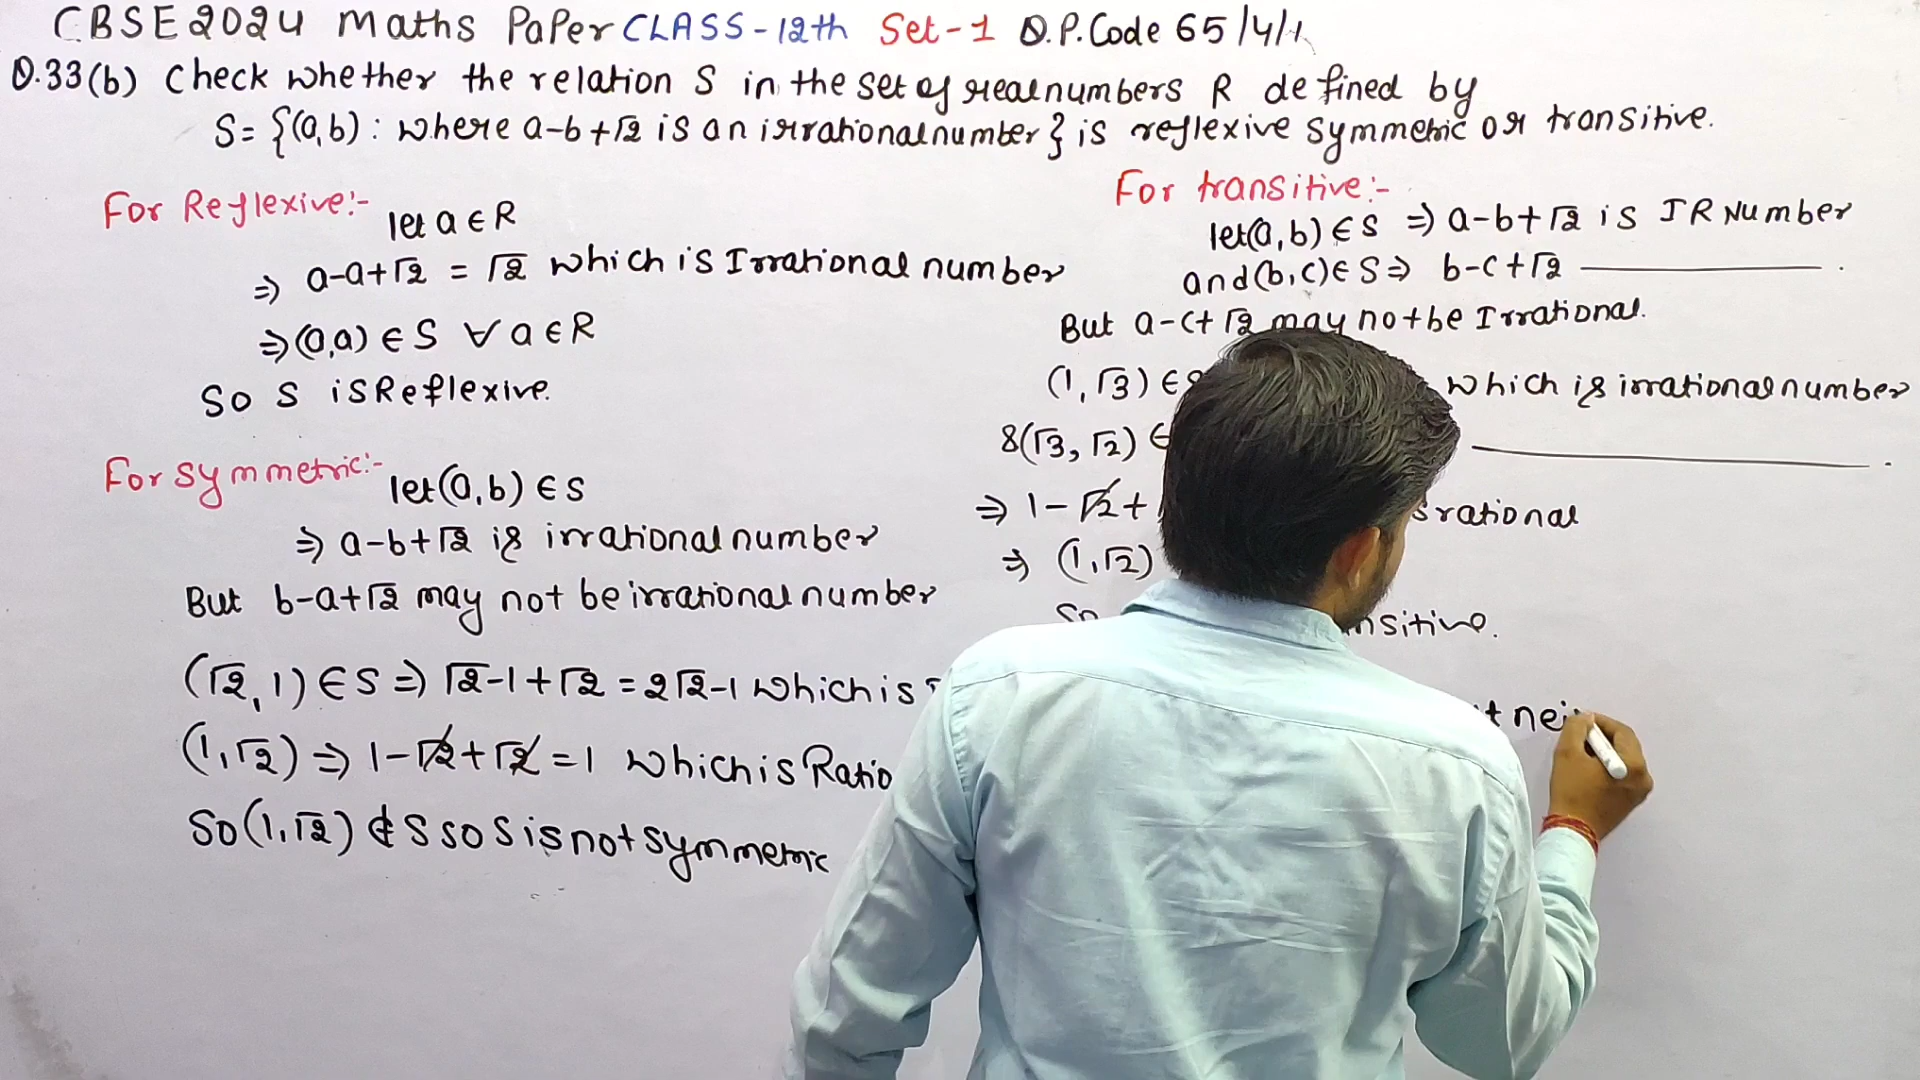 CBSE 2024 Maths Paper CLASS-12th Set-1 Q.P.Code 65/4/1
Q.33(b) Check whether the relation S in the set of real numbers R defined by
S= {(a,b) : where a-b+√2 is an irrational number} is reflexive symmetric or transitive.
For Reflexive:-
let a ∈ R
⇒ a-a+√2 = √2 which is Irrational number
⇒ (a,a) ∈ S ∀ a ∈ R
So S is Reflexive.
For symmetric:-
let (a,b) ∈ S
⇒ a-b+√2 is irrational number
But b-a+√2 may not be irrational number
(√2, 1) ∈ S ⇒ √2-1+√2 = 2√2-1 which is
(1,√2) ⇒ 1-√2+√2 = 1 which is Ratio
So (1,√2) ∉ S so S is not symmetric
For transitive:-
let (a,b) ∈ S ⇒ a-b+√2 is IR Number
and (b,c) ∈ S ⇒ b-c+√2
But a-c+√2 may not be Irrational.
(1,√3) ∈ S which is irrational number
&(√3, √2) ∈
⇒ 1-√2+ rational
⇒ (1,√2)
So nsitive.
t nei